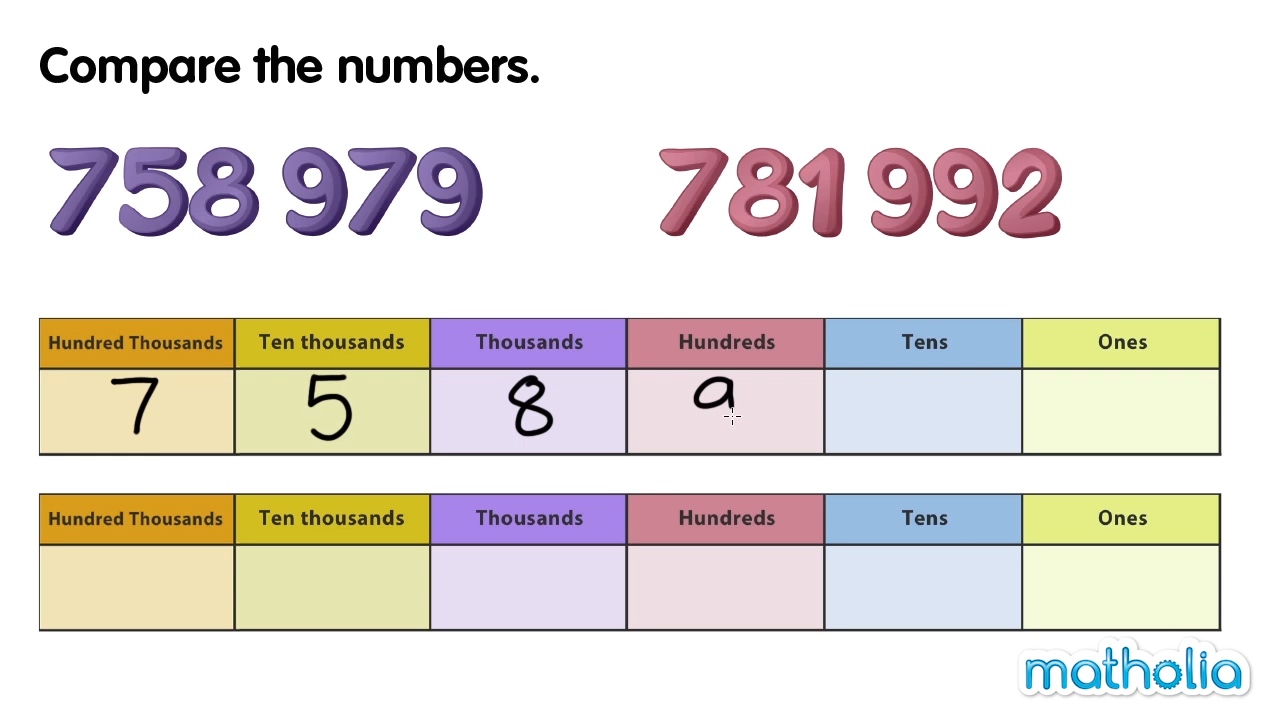 Compare the numbers.
758 979 781 992
Hundred Thousands Ten thousands Thousands Hundreds Tens Ones
7 5 8 9
Hundred Thousands Ten thousands Thousands Hundreds Tens Ones
matholia